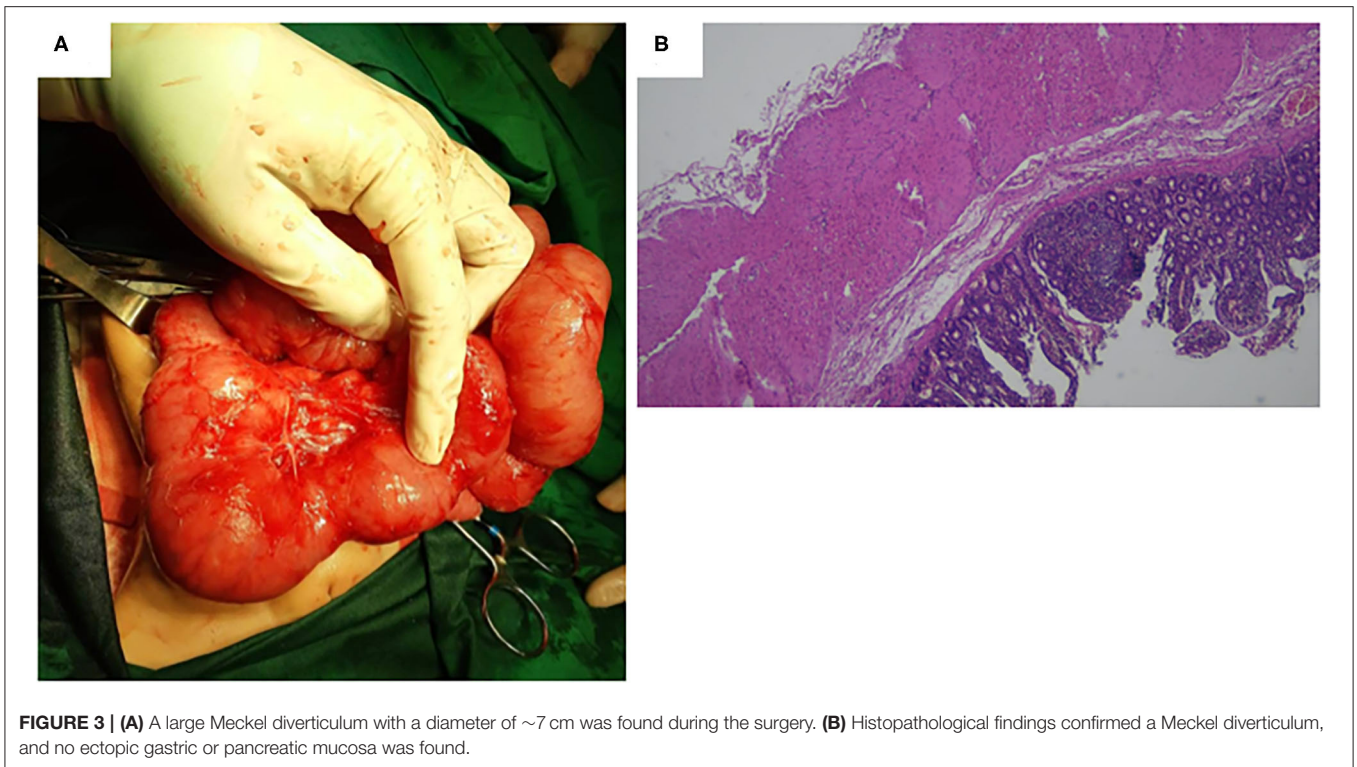 A
B
FIGURE 3 | (A) A large Meckel diverticulum with a diameter of ∼7 cm was found during the surgery. (B) Histopathological findings confirmed a Meckel diverticulum,
and no ectopic gastric or pancreatic mucosa was found.